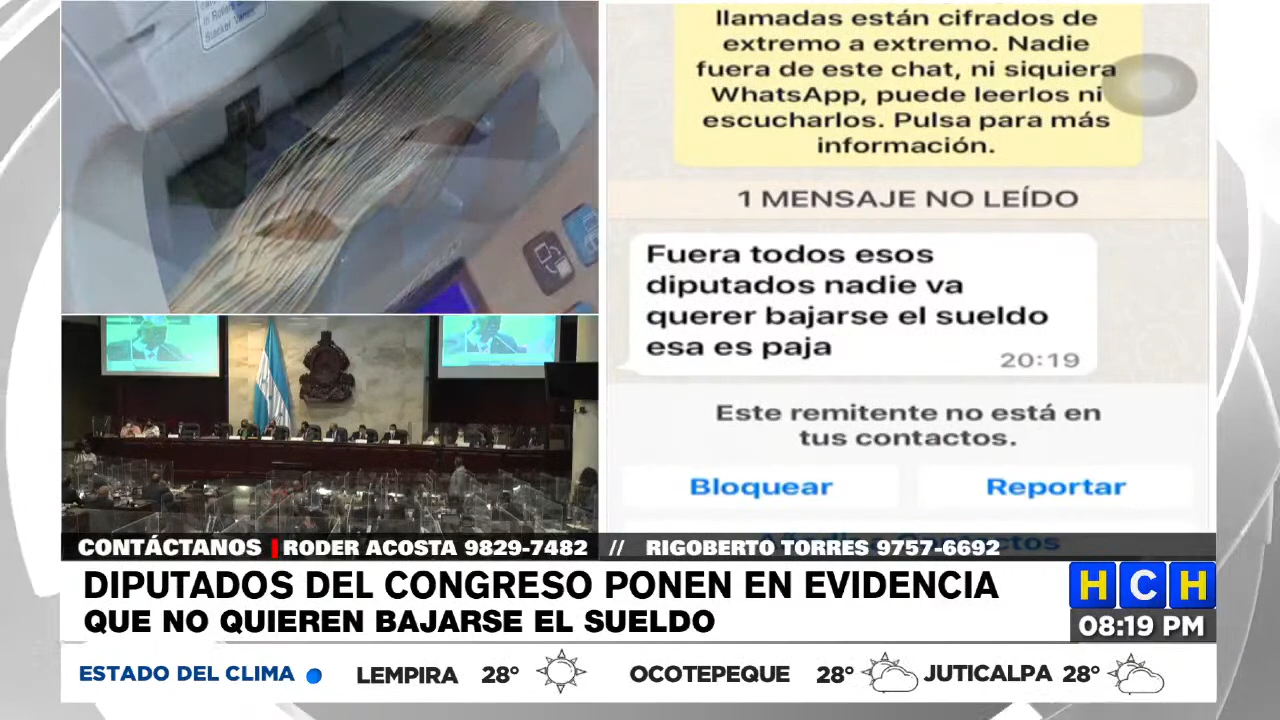 llamadas están cifrados de
extremo a extremo. Nadie
fuera de este chat, ni siquiera
WhatsApp, puede leerlos ni
escucharlos. Pulsa para más
información.
1 MENSAJE NO LEÍDO
Fuera todos esos
diputados nadie va
querer bajarse el sueldo
esa es paja
20:19
Este remitente no está en
tus contactos.
Bloquear Reportar
CONTÁCTANOS RODER ACOSTA 9829-7482 // RIGOBERTO TORRES 9757-6692
DIPUTADOS DEL CONGRESO PONEN EN EVIDENCIA
QUE NO QUIEREN BAJARSE EL SUELDO
HCH
08:19 PM
ESTADO DEL CLIMA LEMPIRA 28° OCOTEPEQUE 28° JUTICALPA 28°